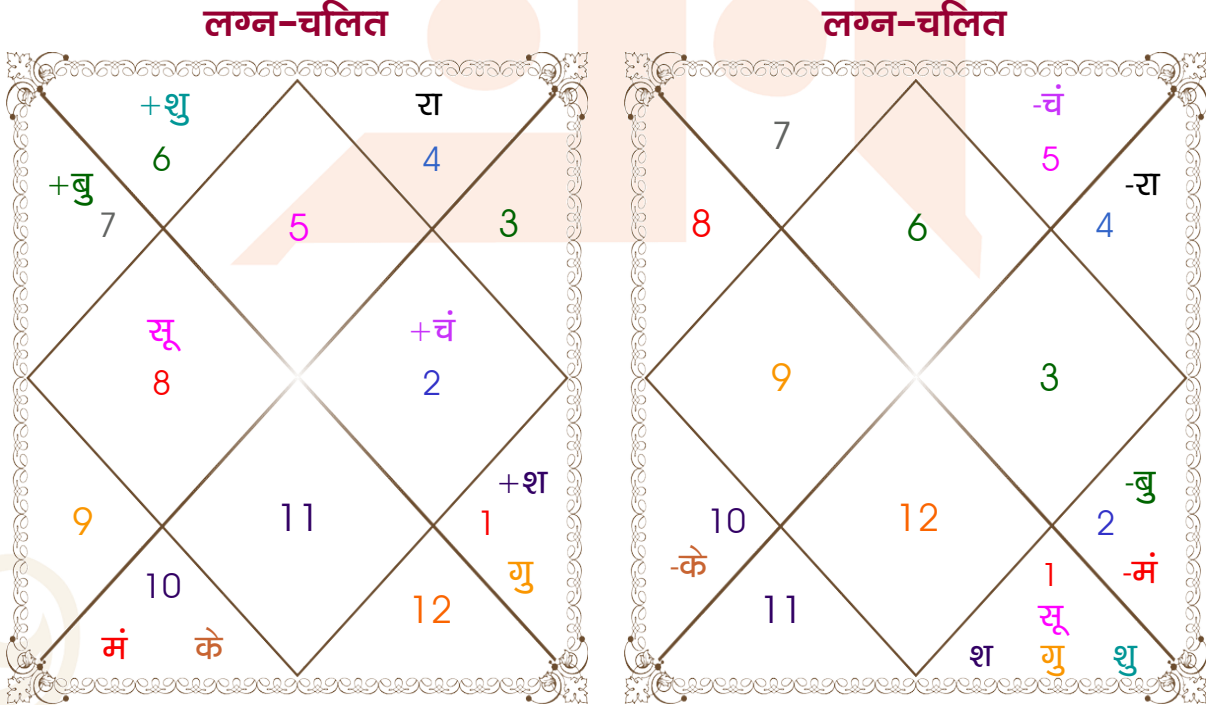 लग्न-चलित
+शु
रा
6
4
+बु
7
5
3
सू
+चं
8
2
+श
9
11
1
गु
10
12
मं
के
लग्न-चलित
-चं
7
5
-रा
8
6
4
9
3
-बु
10
12
2
-के
1
-मं
11
सू
श
गु
शु